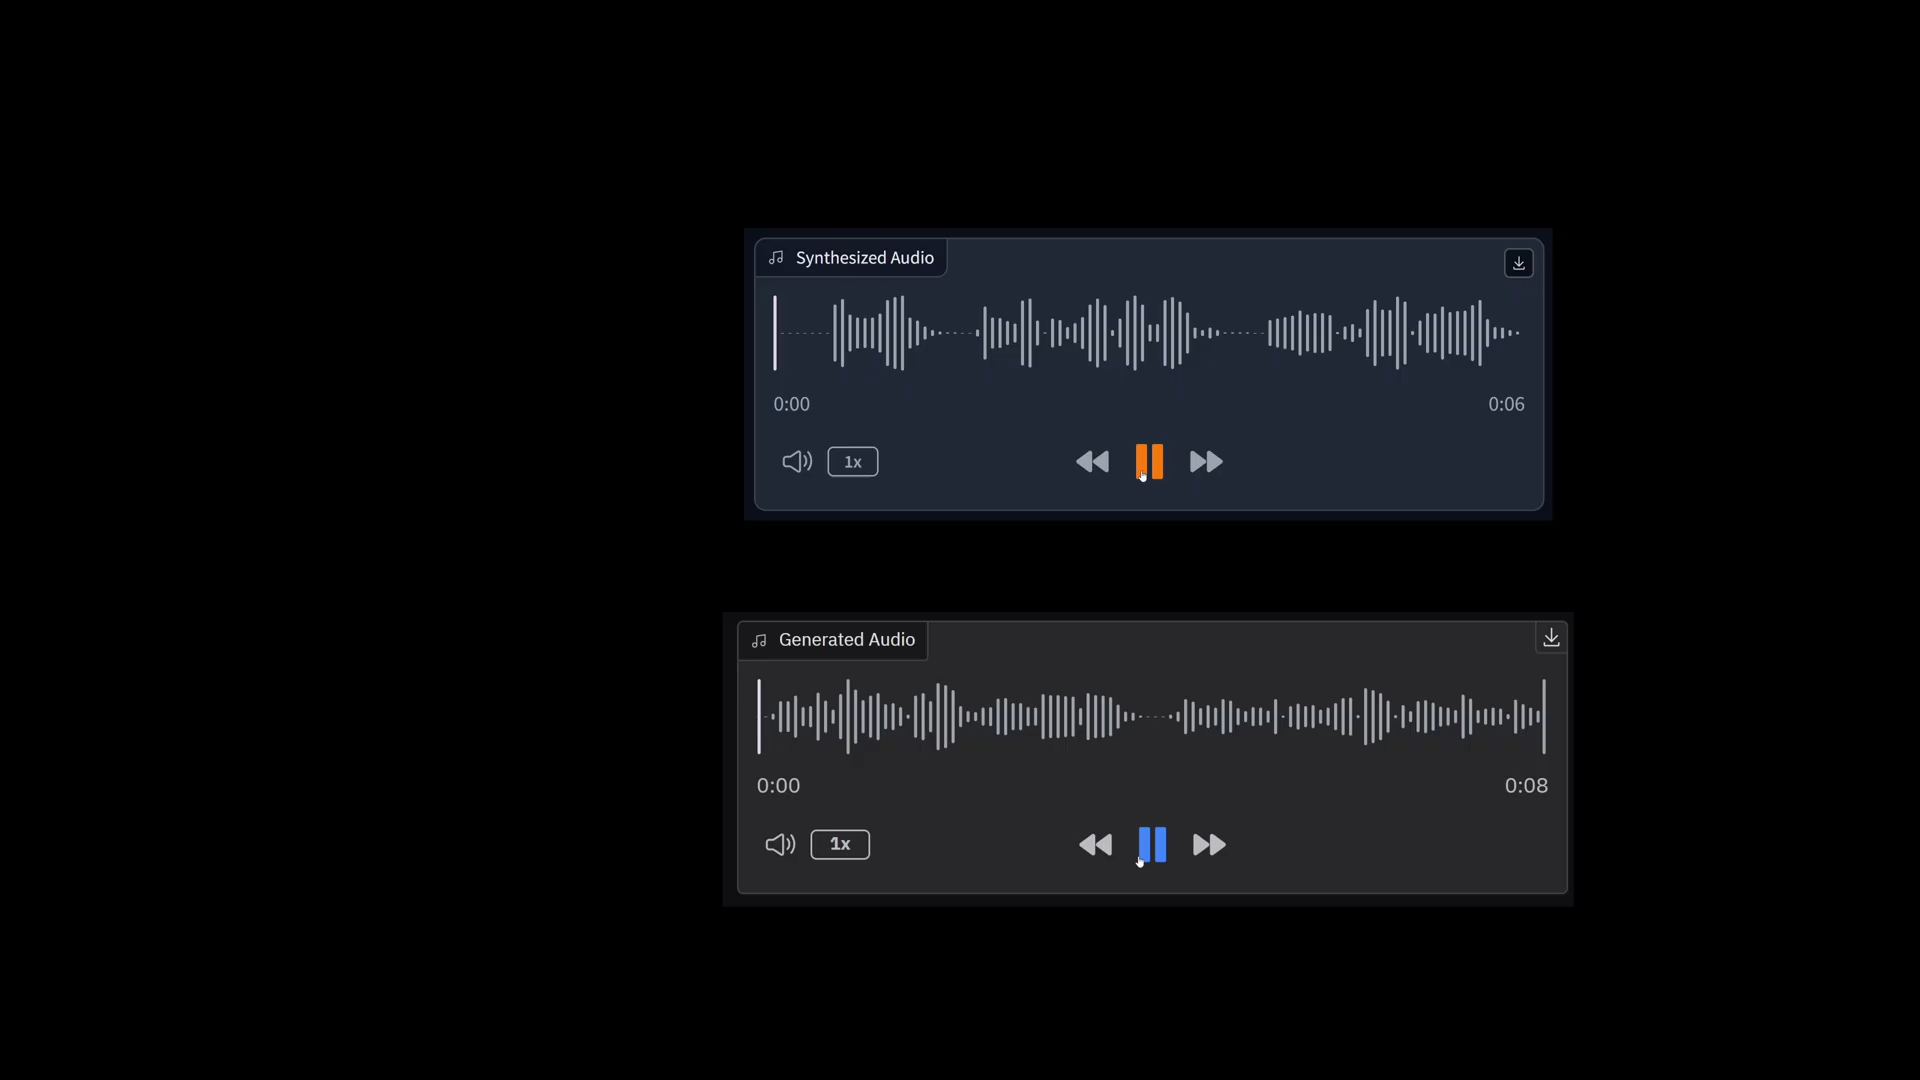 Synthesized Audio
0:00 0:06
1x
Generated Audio
0:00 0:08
1x